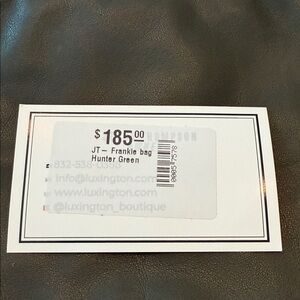 $185.00
JT - Frankie bag
Hunter Green
info@luxington.com
www.luxington.com
@luxington_boutique